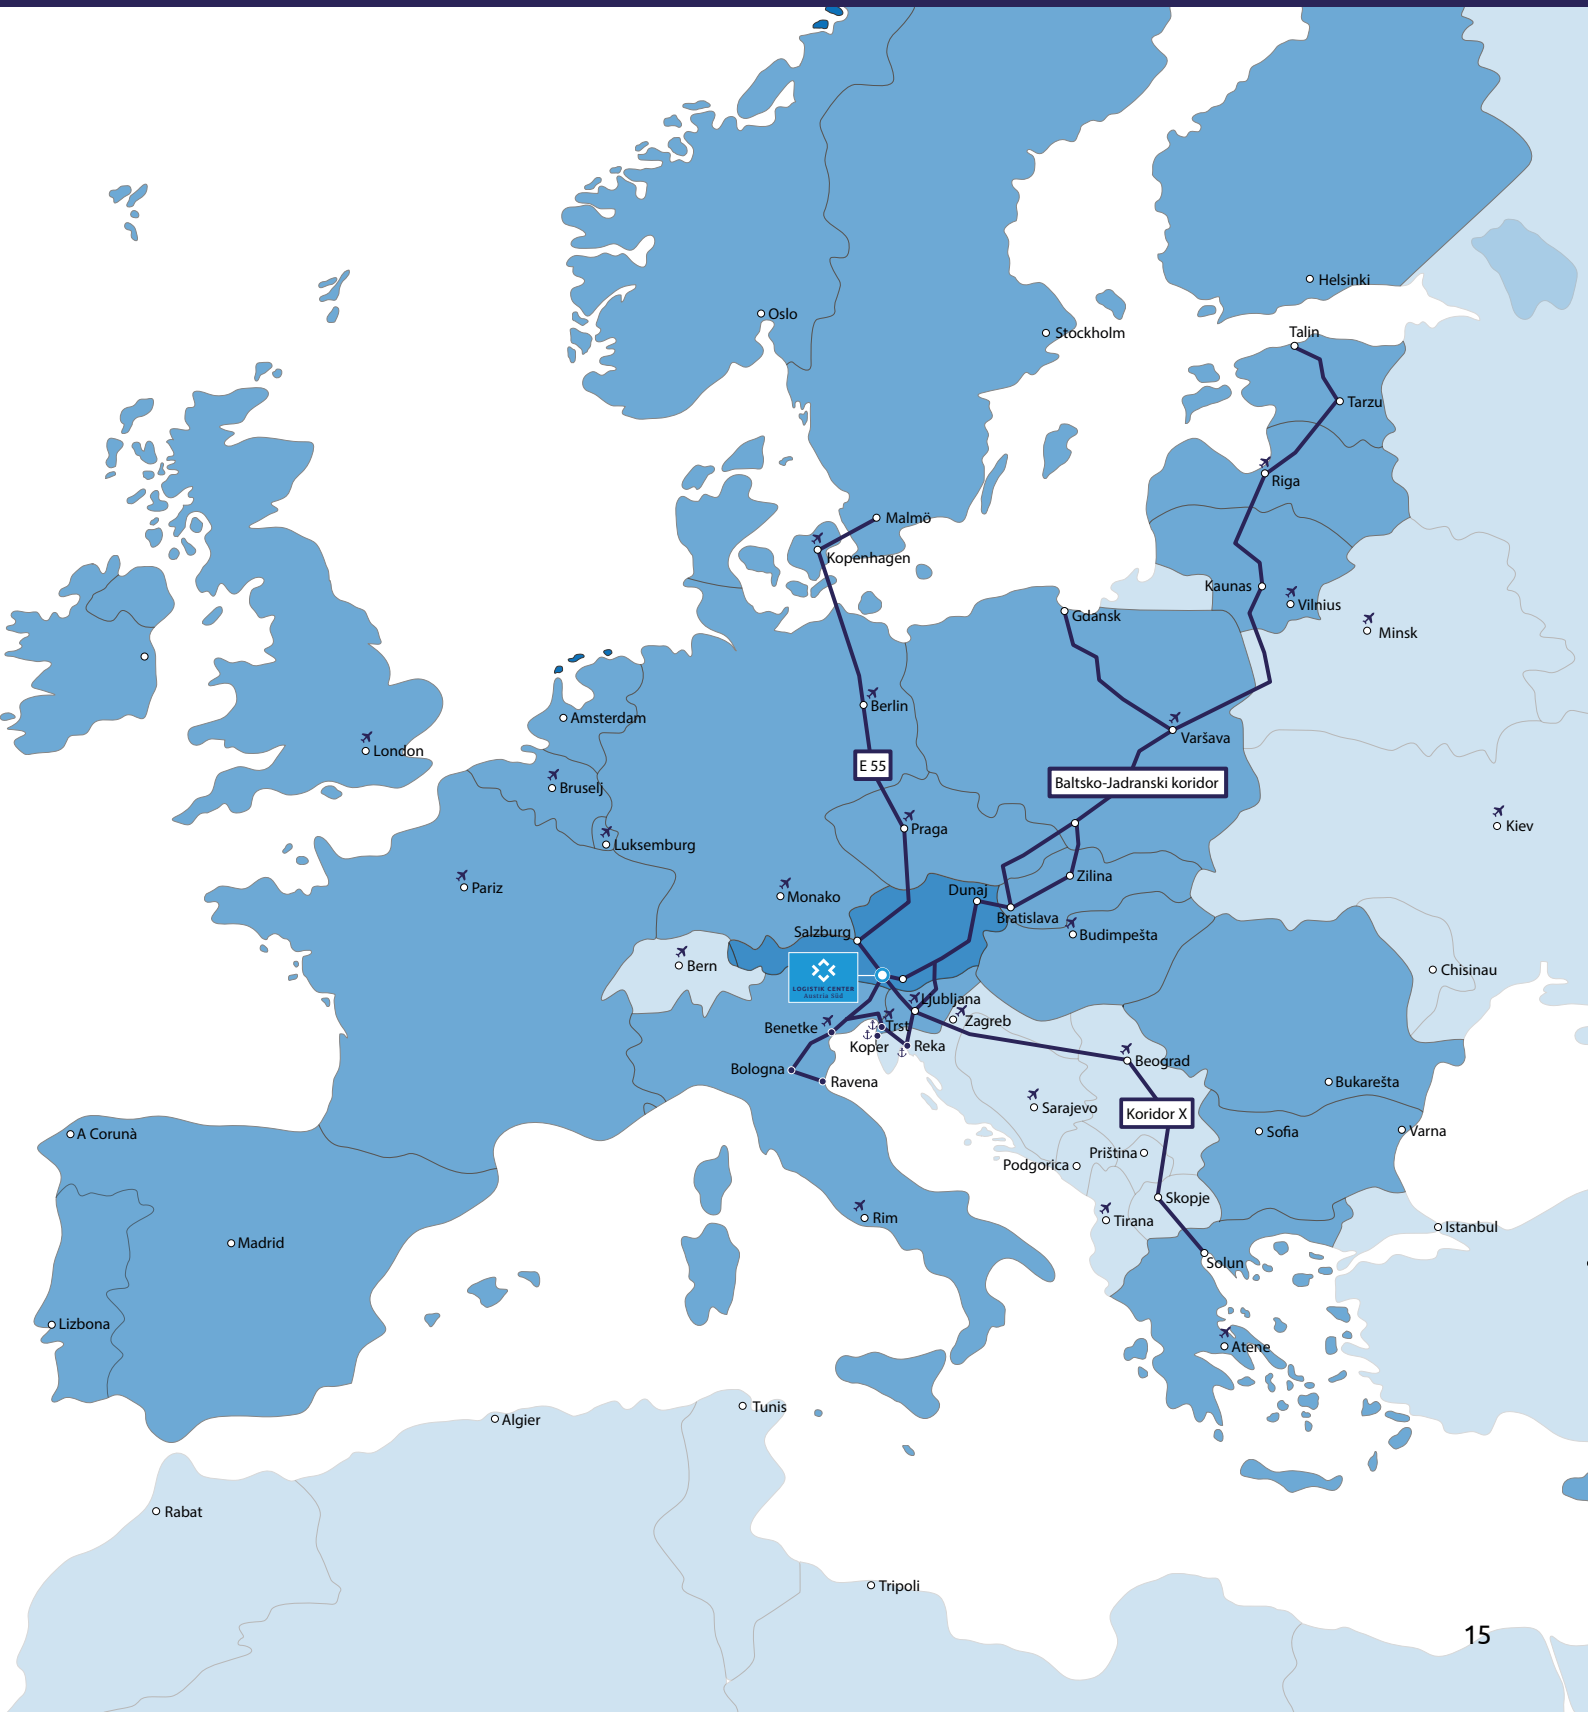 Helsinki
Oslo
Stockholm
Talin
Tarzu
Riga
Malmö
Kopenhagen
Kaunas
Vilnius
Gdansk
Minsk
Berlin
Amsterdam
Varšava
London
E 55
Baltsko-Jadranski koridor
Bruselj
Kiev
Praga
Luksemburg
Zilina
Pariz
Monako
Dunaj
Bratislava
Salzburg
Budimpešta
Bern
Chisinau
LOGISTIK CENTER
Austria Süd
Ljubljana
Zagreb
Benetke
Trst
Koper
Reka
Beograd
Bologna
Ravena
Bukarešta
Sarajevo
Koridor X
A Corunà
Sofia
Varna
Priština
Podgorica
Skopje
Rim
Tirana
Istanbul
Madrid
Solun
Lizbona
Atene
Tunis
Algier
Rabat
Tripoli
15